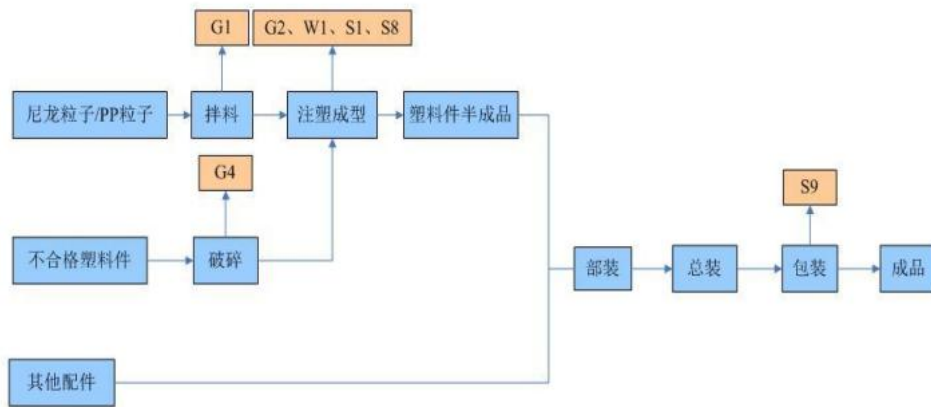 G1
G2、W1、S1、S8
尼龙粒子/PP粒子
拌料
注塑成型
塑料件半成品
G4
S9
不合格塑料件
破碎
部装
总装
包装
成品
其他配件